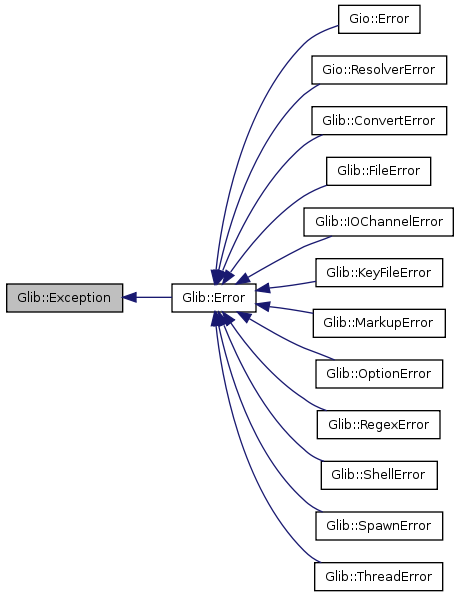 Gio::Error
Gio::ResolverError
Glib::ConvertError
Glib::FileError
Glib::IOChannelError
Glib::KeyFileError
Glib::Exception
Glib::Error
Glib::MarkupError
Glib::OptionError
Glib::RegexError
Glib::ShellError
Glib::SpawnError
Glib::ThreadError